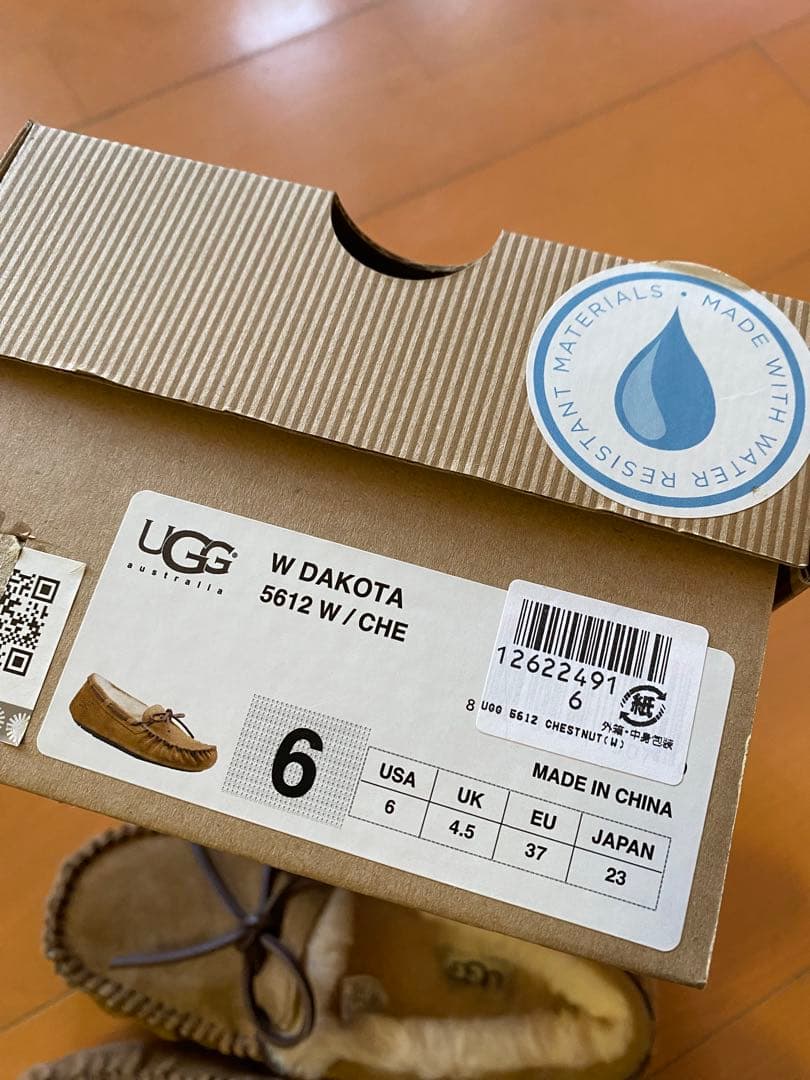 MADE WITH WATER RESISTANT MATERIALS •
UGG
australia
W DAKOTA
5612 W / CHE
12622491
6
紙
外箱・中身包装
8
UGG 5612 CHESTNUT(W)
6
MADE IN CHINA
USA UK EU JAPAN
6 4.5 37 23
UGG